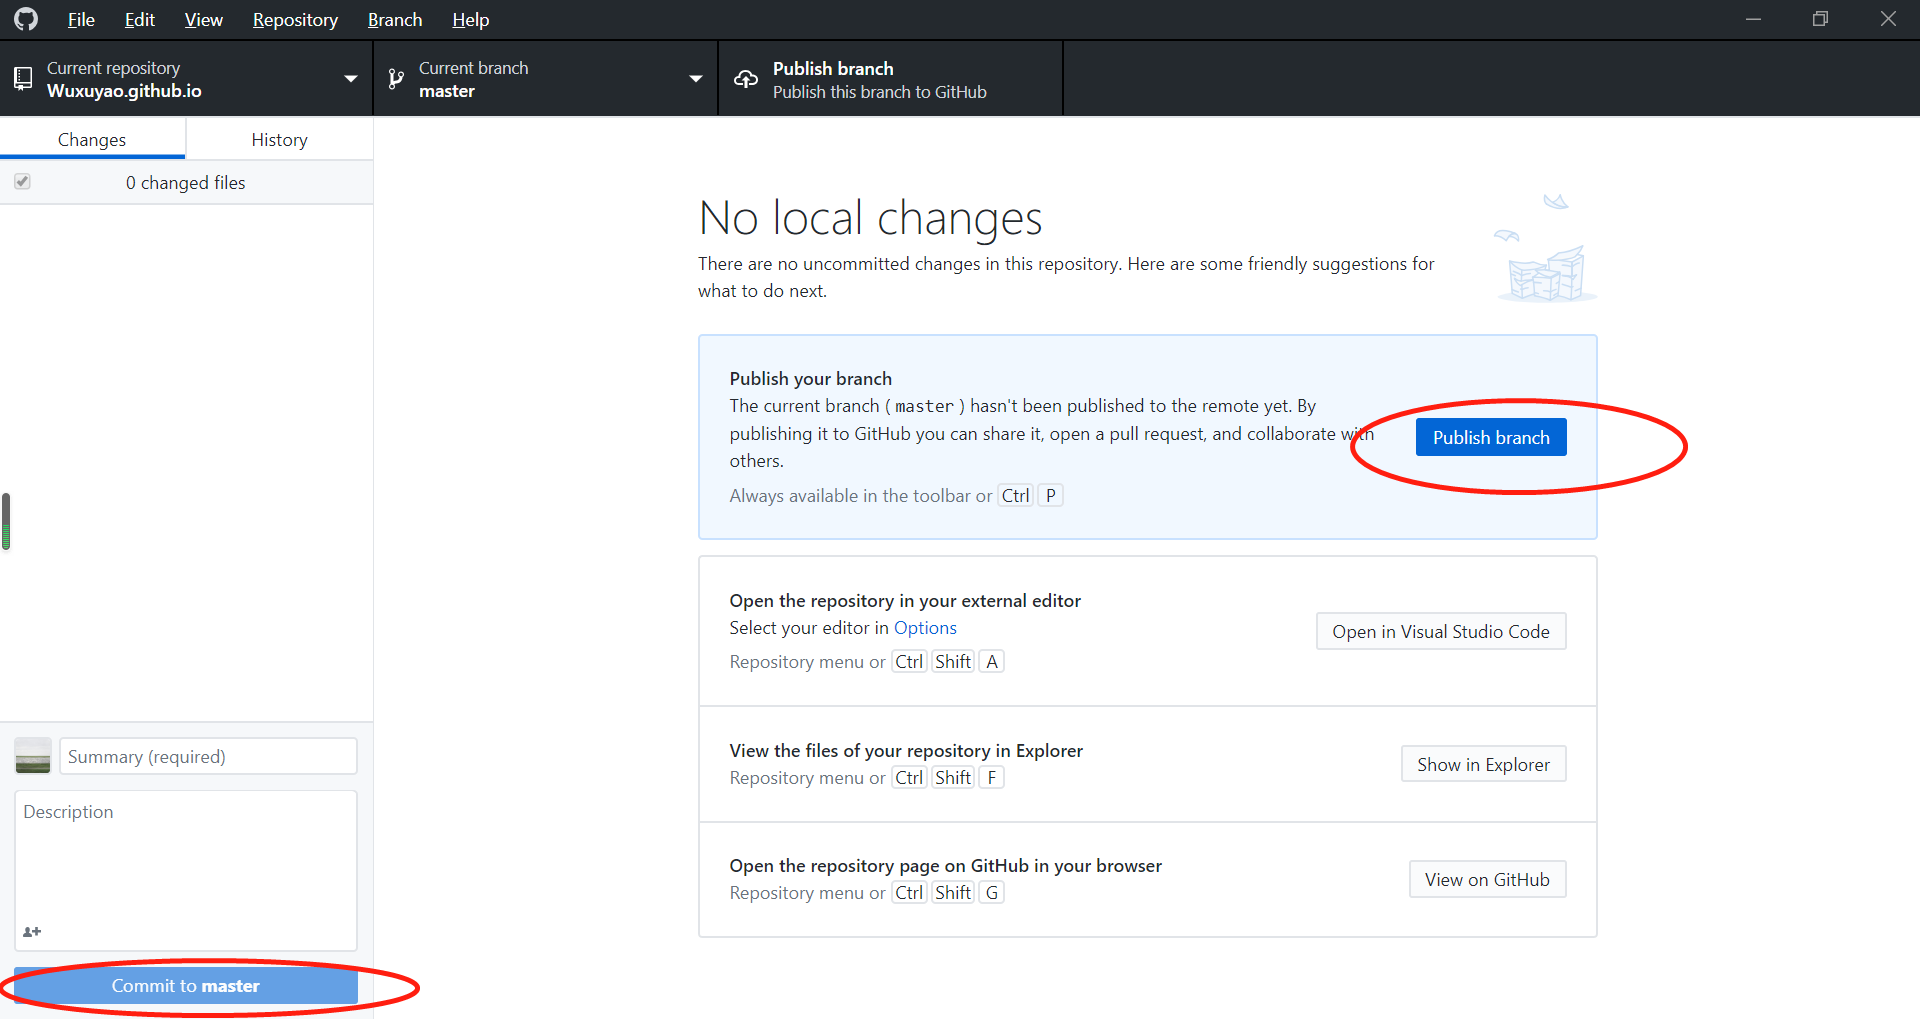 File Edit View Repository Branch Help
Current repository
Wuxuyao.github.io
Current branch
master
Publish branch
Publish this branch to GitHub
Changes
History
0 changed files
No local changes
There are no uncommitted changes in this repository. Here are some friendly suggestions for
what to do next.
Publish your branch
The current branch ( master ) hasn't been published to the remote yet. By
publishing it to GitHub you can share it, open a pull request, and collaborate with
others.
Always available in the toolbar or Ctrl P
Publish branch
Open the repository in your external editor
Select your editor in Options
Repository menu or Ctrl Shift A
Open in Visual Studio Code
View the files of your repository in Explorer
Repository menu or Ctrl Shift F
Show in Explorer
Open the repository page on GitHub in your browser
Repository menu or Ctrl Shift G
View on GitHub
Summary (required)
Description
Commit to master